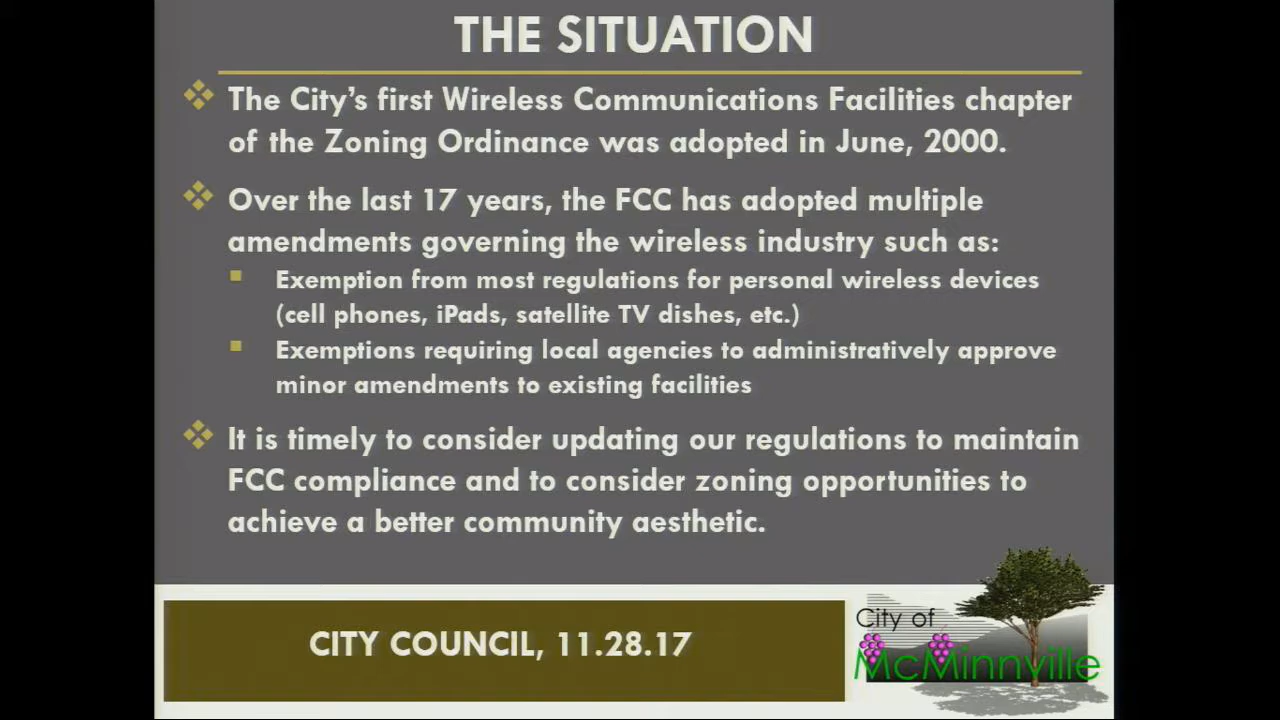 THE SITUATION
The City's first Wireless Communications Facilities chapter
of the Zoning Ordinance was adopted in June, 2000.
Over the last 17 years, the FCC has adopted multiple
amendments governing the wireless industry such as:
Exemption from most regulations for personal wireless devices
(cell phones, iPads, satellite TV dishes, etc.)
Exemptions requiring local agencies to administratively approve
minor amendments to existing facilities
It is timely to consider updating our regulations to maintain
FCC compliance and to consider zoning opportunities to
achieve a better community aesthetic.
CITY COUNCIL, 11.28.17
City of
McMinnville